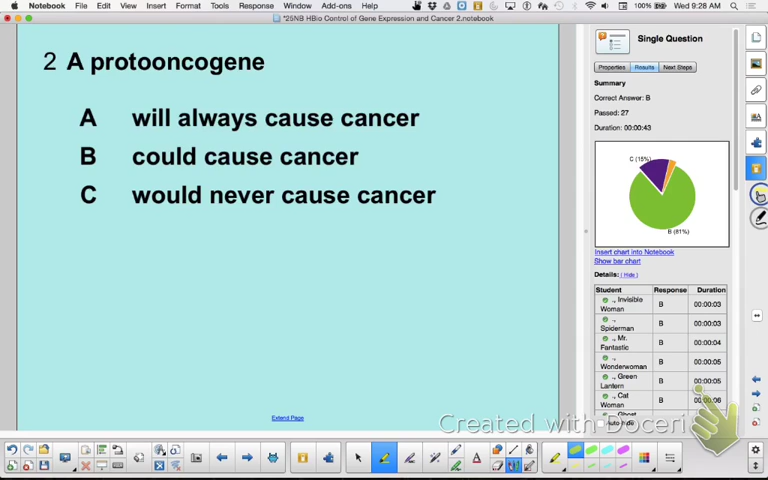 Notebook File Edit View Insert Format Tools Response Window Add-ons Help 100% Wed 9:28 AM
*25NB HBio Control of Gene Expression and Cancer 2.notebook
2 A protooncogene
A will always cause cancer
B could cause cancer
C would never cause cancer
Extend Page
Single Question
Properties Results Next Steps
Summary
Correct Answer: B
Passed: 27
Duration: 00:00:43
C (15%)
B (81%)
Insert chart into Notebook
Show bar chart
Details: ( Hide )
Student Response Duration
Invisible Woman B 00:00:03
Spiderman B 00:00:03
Mr. Fantastic B 00:00:04
Wonderwoman B 00:00:05
Green Lantern B 00:00:05
Cat Woman B 00:00:06
Ghost
Auto-hide
Created with Doceri